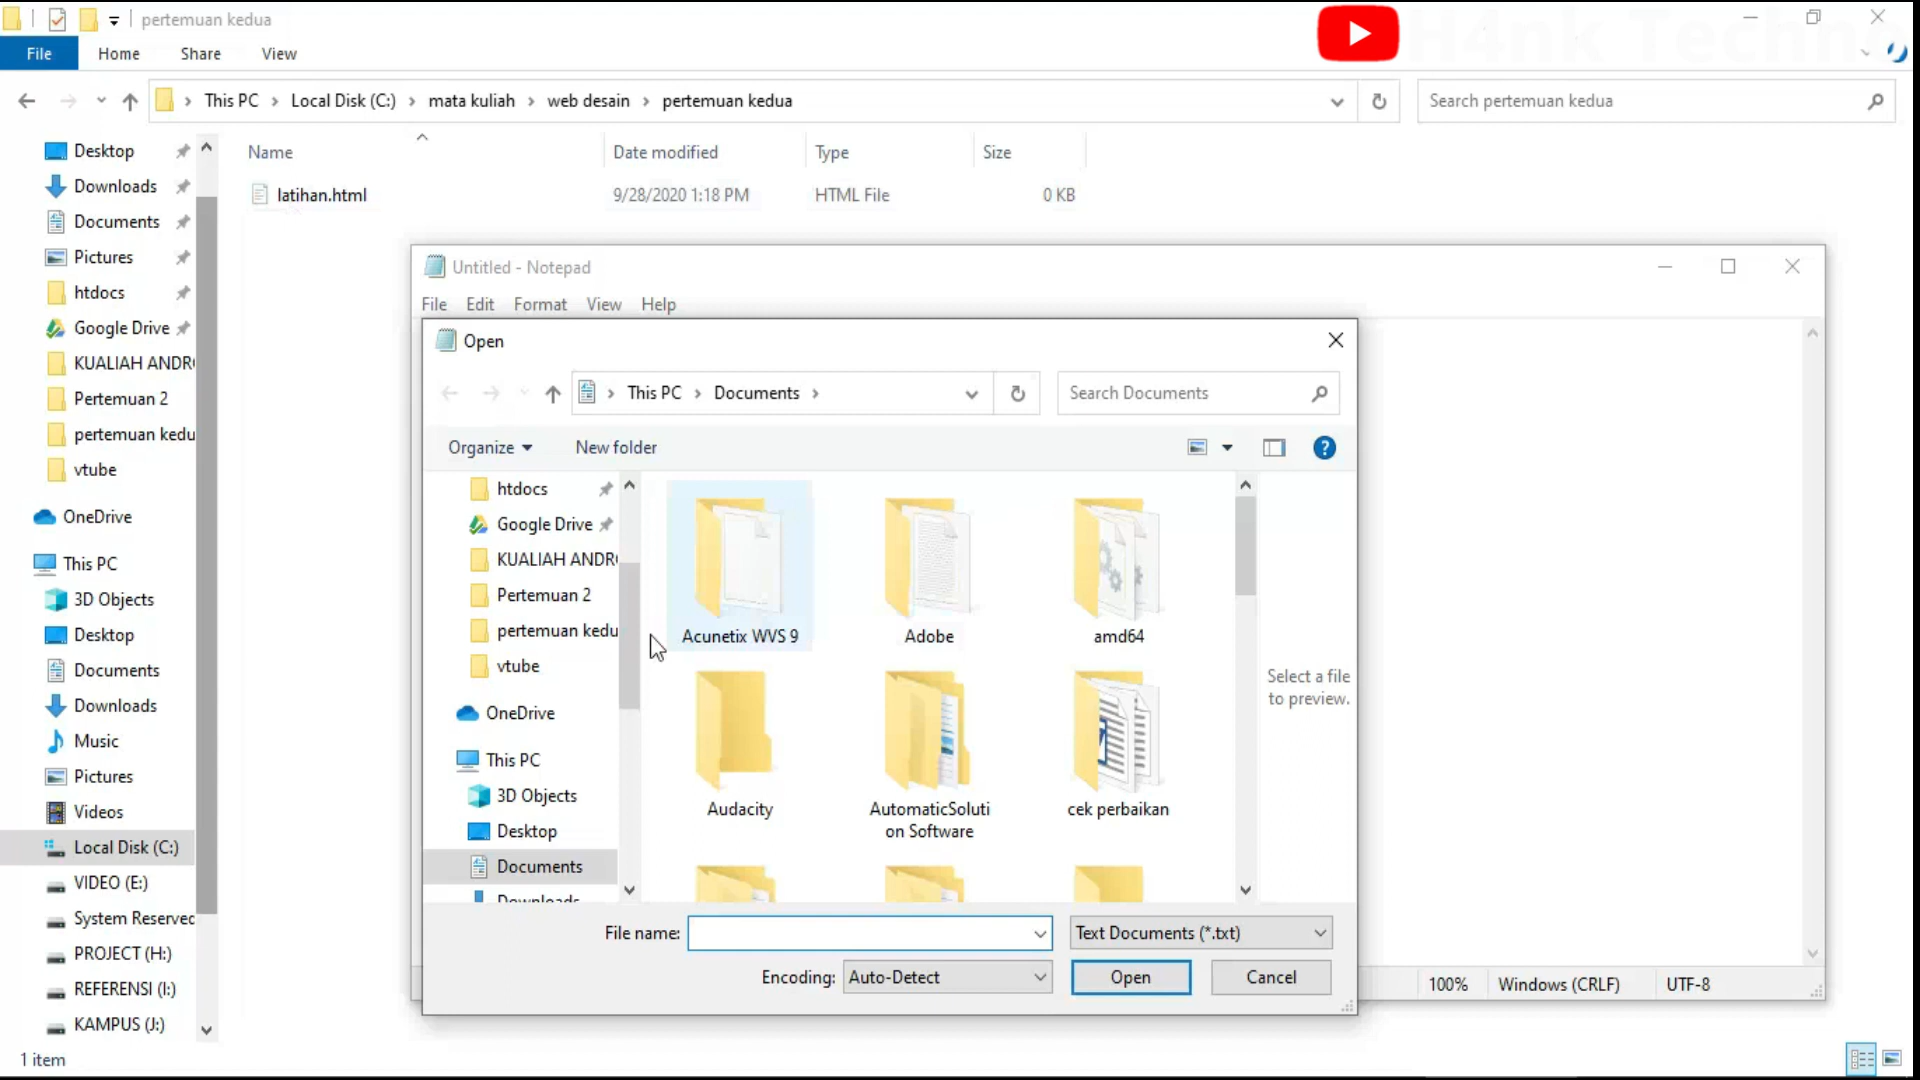 pertemuan kedua
H4nk Techno
File Home Share View
This PC Local Disk (C:) mata kuliah web desain pertemuan kedua
Search pertemuan kedua
Name Date modified Type Size
latihan.html 9/28/2020 1:18 PM HTML File 0 KB
Desktop
Downloads
Documents
Pictures
htdocs
Google Drive
KUALIAH ANDR
Pertemuan 2
pertemuan kedu
vtube
OneDrive
This PC
3D Objects
Desktop
Documents
Downloads
Music
Pictures
Videos
Local Disk (C:)
VIDEO (E:)
System Reserved
PROJECT (H:)
REFERENSI (I:)
KAMPUS (J:)
1 item
Untitled - Notepad
File Edit Format View Help
Open
This PC Documents
Search Documents
Organize New folder
?
htdocs
Google Drive
KUALIAH ANDR
Pertemuan 2
pertemuan kedu
vtube
OneDrive
This PC
3D Objects
Desktop
Documents
Downloads
Acunetix WVS 9
Adobe
amd64
Audacity
AutomaticSoluti
on Software
cek perbaikan
Select a file
to preview.
File name:
Text Documents (*.txt)
Encoding: Auto-Detect
Open Cancel
100% Windows (CRLF) UTF-8